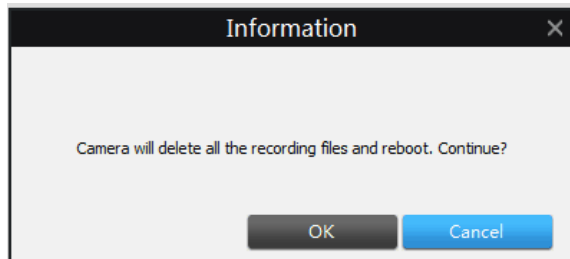 Information
Camera will delete all the recording files and reboot. Continue?
OK
Cancel